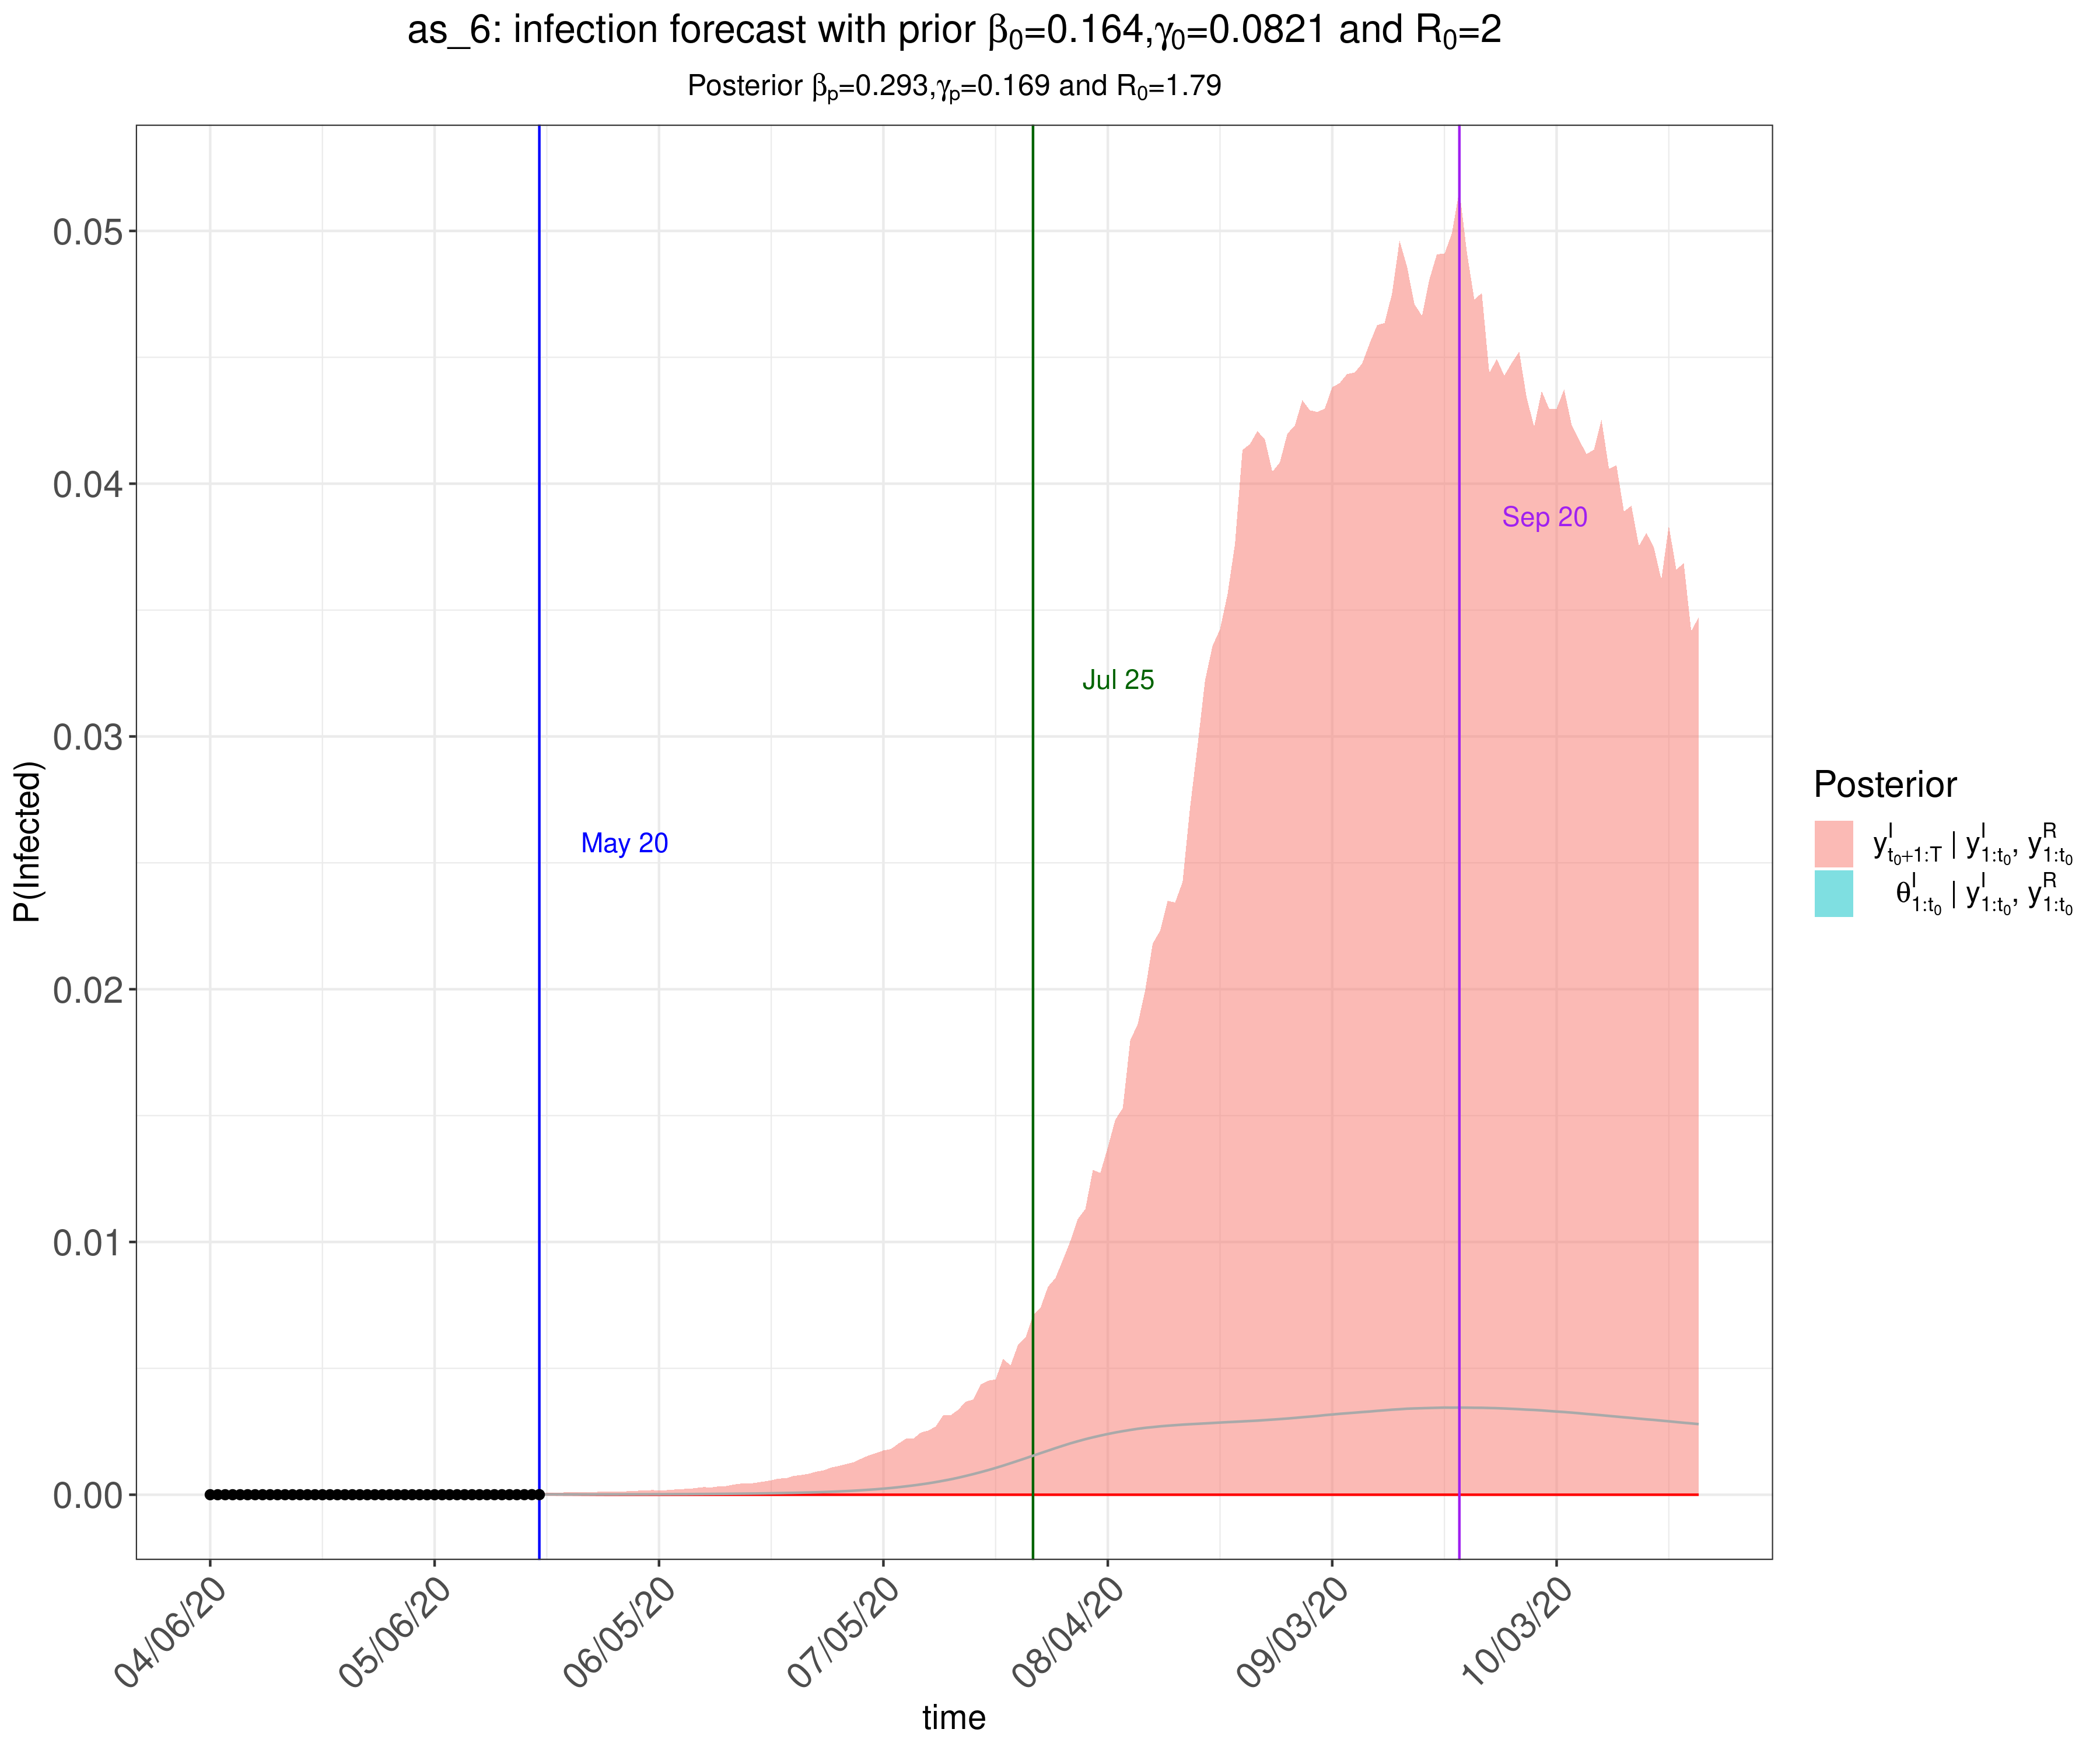 as_6: infection forecast with prior β₀=0.164,γ₀=0.0821 and R₀=2
Posterior βₚ=0.293,γₚ=0.169 and R₀=1.79
P(Infected)
0.05
0.04
0.03
0.02
0.01
0.00
May 20
Jul 25
Sep 20
04/06/20
05/06/20
06/05/20
07/05/20
08/04/20
09/03/20
10/03/20
time
Posterior
y^I_{t₀+1:T} | y^I_{1:t₀}, y^R_{1:t₀}
θ^I_{1:t₀} | y^I_{1:t₀}, y^R_{1:t₀}